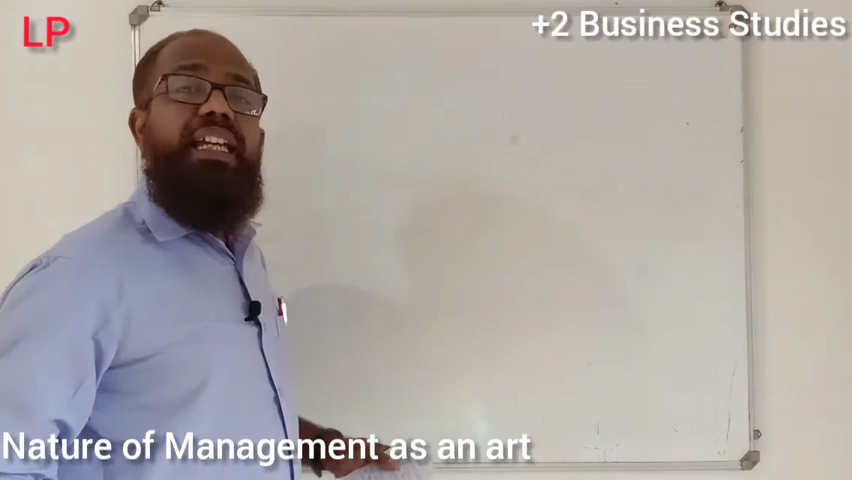 LP
+2 Business Studies
Nature of Management as an art